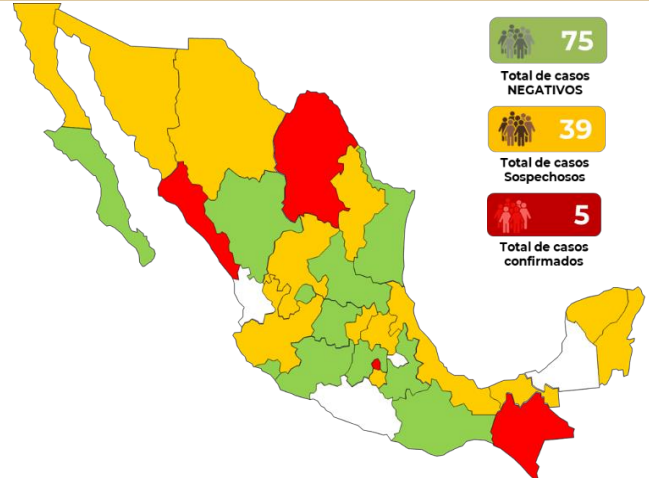 75
Total de casos
NEGATIVOS
39
Total de casos
Sospechosos
5
Total de casos
confirmados